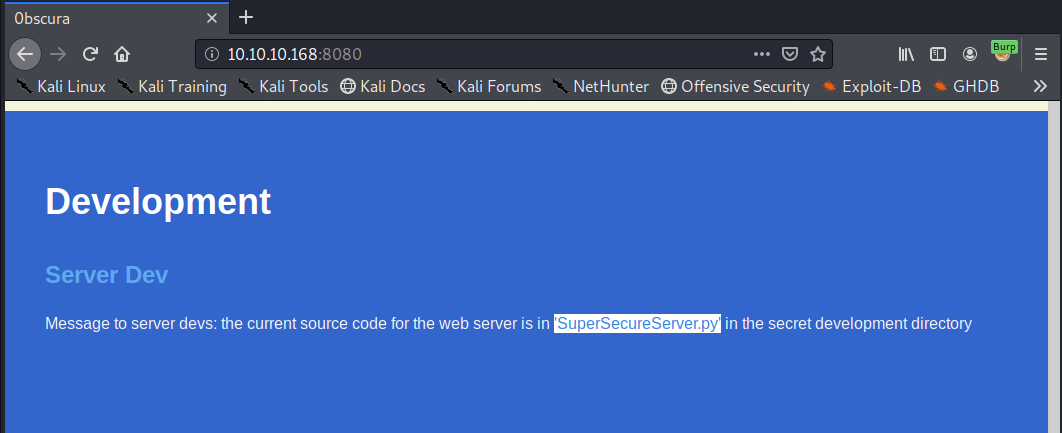 0bscura
Burp
10.10.10.168:8080
Kali Linux Kali Training Kali Tools Kali Docs Kali Forums NetHunter Offensive Security Exploit-DB GHDB
Development
Server Dev
Message to server devs: the current source code for the web server is in 'SuperSecureServer.py' in the secret development directory